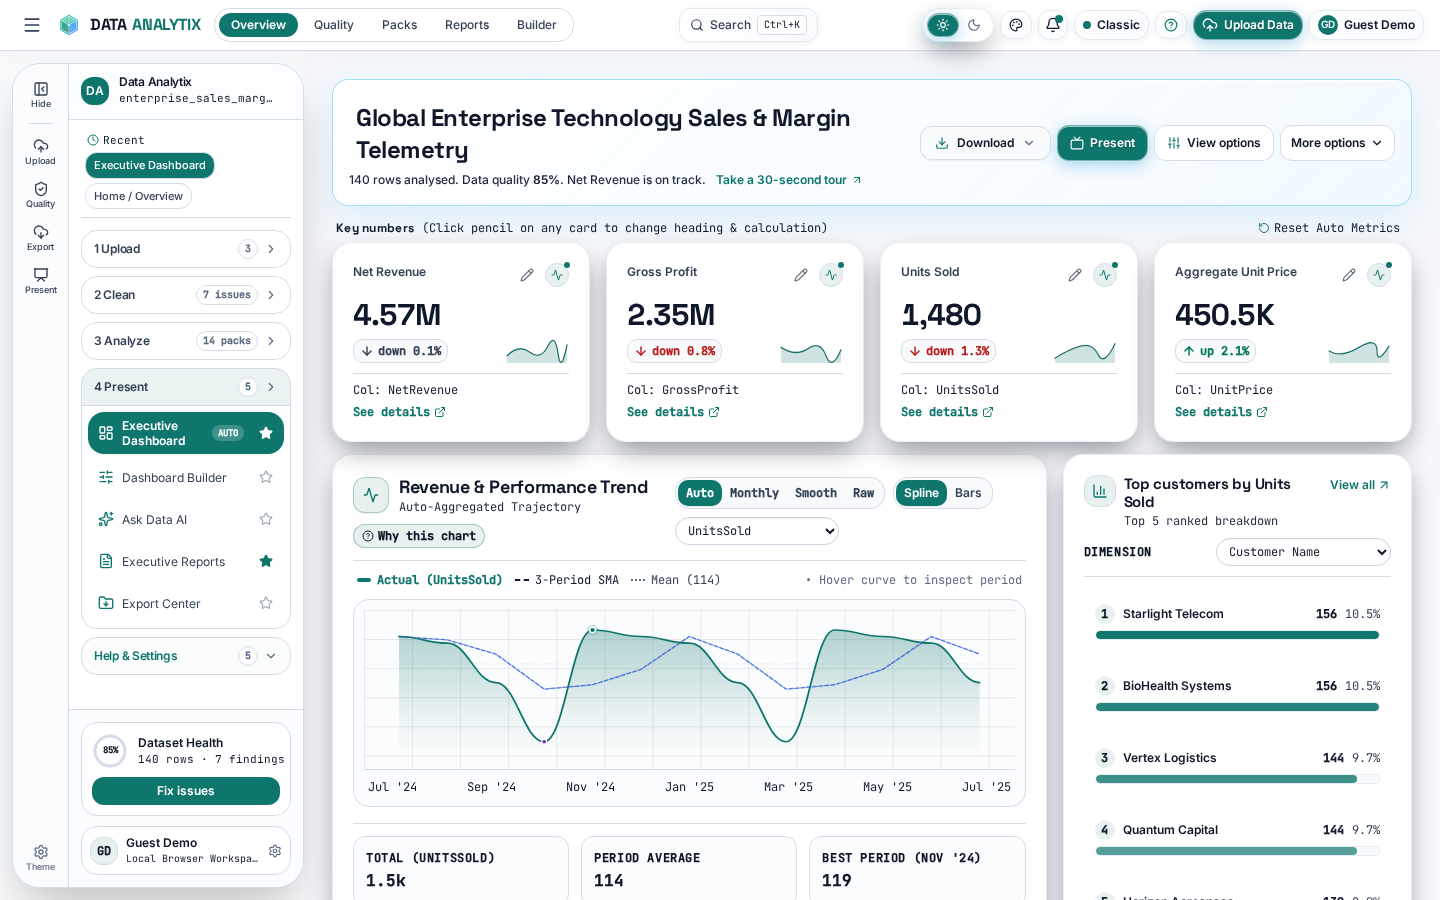 DATA ANALYTIX
Overview
Quality
Packs
Reports
Builder
Search Ctrl+K
Classic
Upload Data
GD Guest Demo
Hide
Upload
Quality
Export
Present
Theme
DA
Data Analytix
enterprise_sales_marg…
Recent
Executive Dashboard
Home / Overview
1 Upload 3
2 Clean 7 issues
3 Analyze 14 packs
4 Present 5
Executive Dashboard AUTO
Dashboard Builder
Ask Data AI
Executive Reports
Export Center
Help & Settings 5
85%
Dataset Health
140 rows · 7 findings
Fix issues
GD
Guest Demo
Local Browser Workspa…
Global Enterprise Technology Sales & Margin
Telemetry
140 rows analysed. Data quality 85%. Net Revenue is on track. Take a 30-second tour
Download
Present
View options
More options
Key numbers (Click pencil on any card to change heading & calculation)
Reset Auto Metrics
Net Revenue
4.57M
↓ down 0.1%
Col: NetRevenue
See details
Gross Profit
2.35M
↓ down 0.8%
Col: GrossProfit
See details
Units Sold
1,480
↓ down 1.3%
Col: UnitsSold
See details
Aggregate Unit Price
450.5K
↑ up 2.1%
Col: UnitPrice
See details
Revenue & Performance Trend
Auto-Aggregated Trajectory
Why this chart
Auto Monthly Smooth Raw
Spline Bars
UnitsSold
Actual (UnitsSold) 3-Period SMA Mean (114)
• Hover curve to inspect period
Jul '24 Sep '24 Nov '24 Jan '25 Mar '25 May '25 Jul '25
TOTAL (UNITSSOLD)
1.5k
PERIOD AVERAGE
114
BEST PERIOD (NOV '24)
119
Top customers by Units
Sold
View all
Top 5 ranked breakdown
DIMENSION
Customer Name
1 Starlight Telecom 156 10.5%
2 BioHealth Systems 156 10.5%
3 Vertex Logistics 144 9.7%
4 Quantum Capital 144 9.7%